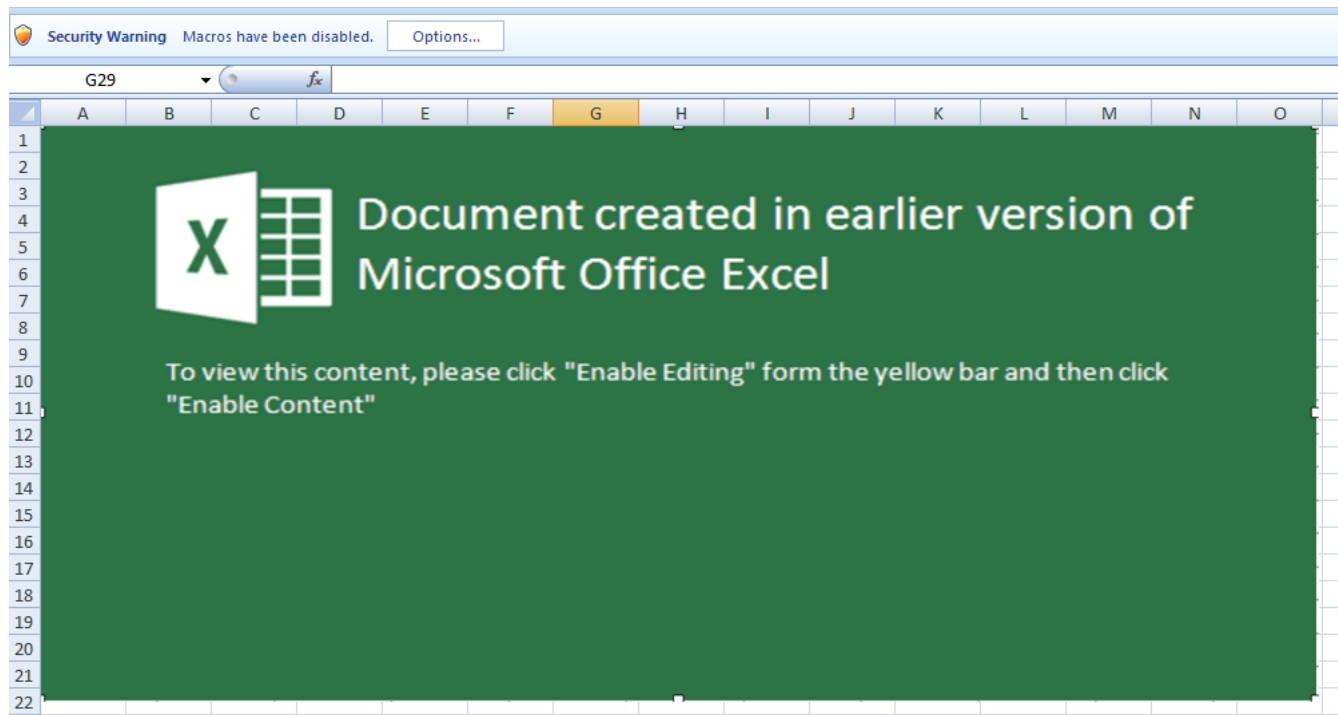 Security Warning Macros have been disabled. Options...
G29 fx
A B C D E F G H I J K L M N O
1
2
3
4
5
6
7
8
9
10
11
12
13
14
15
16
17
18
19
20
21
22
X
Document created in earlier version of
Microsoft Office Excel
To view this content, please click "Enable Editing" form the yellow bar and then click
"Enable Content"